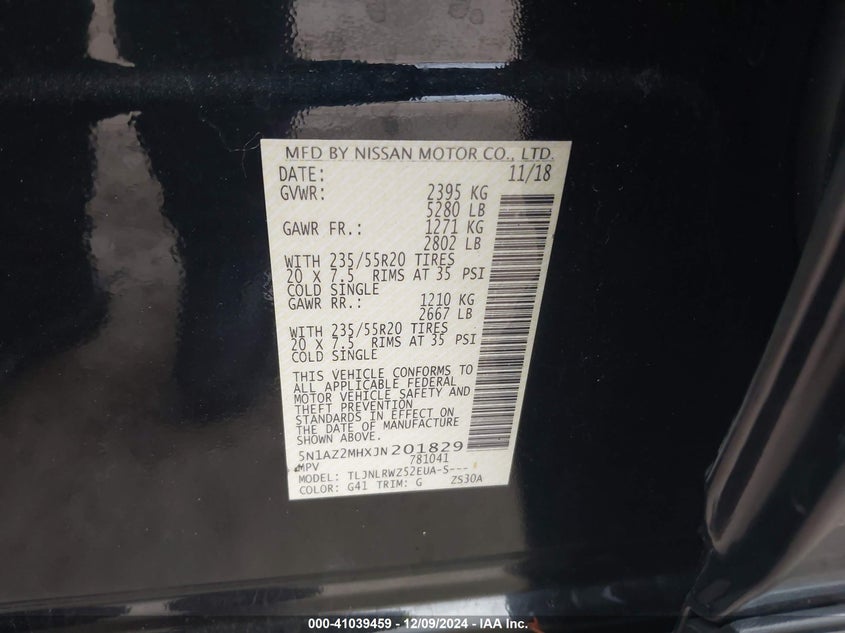 MFD BY NISSAN MOTOR CO., LTD.
DATE: 11/18
GVWR: 2395 KG
5280 LB
GAWR FR.: 1271 KG
2802 LB
WITH 235/55R20 TIRES
20 X 7.5 RIMS AT 35 PSI
COLD SINGLE
GAWR RR.: 1210 KG
2667 LB
WITH 235/55R20 TIRES
20 X 7.5 RIMS AT 35 PSI
COLD SINGLE
THIS VEHICLE CONFORMS TO
ALL APPLICABLE FEDERAL
MOTOR VEHICLE SAFETY AND
THEFT PREVENTION
STANDARDS IN EFFECT ON
THE DATE OF MANUFACTURE
SHOWN ABOVE.
5N1AZ2MHXJN201829
MPV 781041
MODEL: TLJNLRWZ52EUA-S---
COLOR: G41 TRIM: G ZS30A
000-41039459 - 12/09/2024 - IAA Inc.